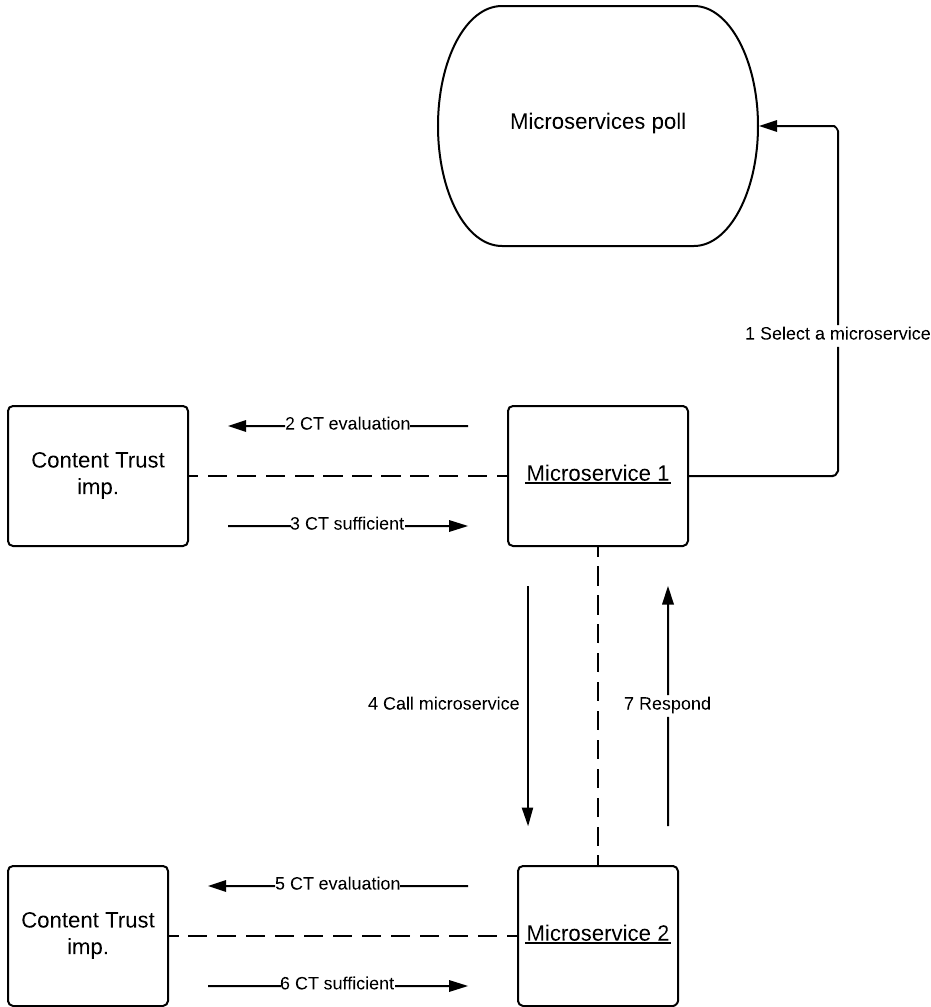 Microservices poll
1 Select a microservice
2 CT evaluation
Content Trust
imp.
Microservice 1
3 CT sufficient
4 Call microservice
7 Respond
5 CT evaluation
Content Trust
imp.
Microservice 2
6 CT sufficient